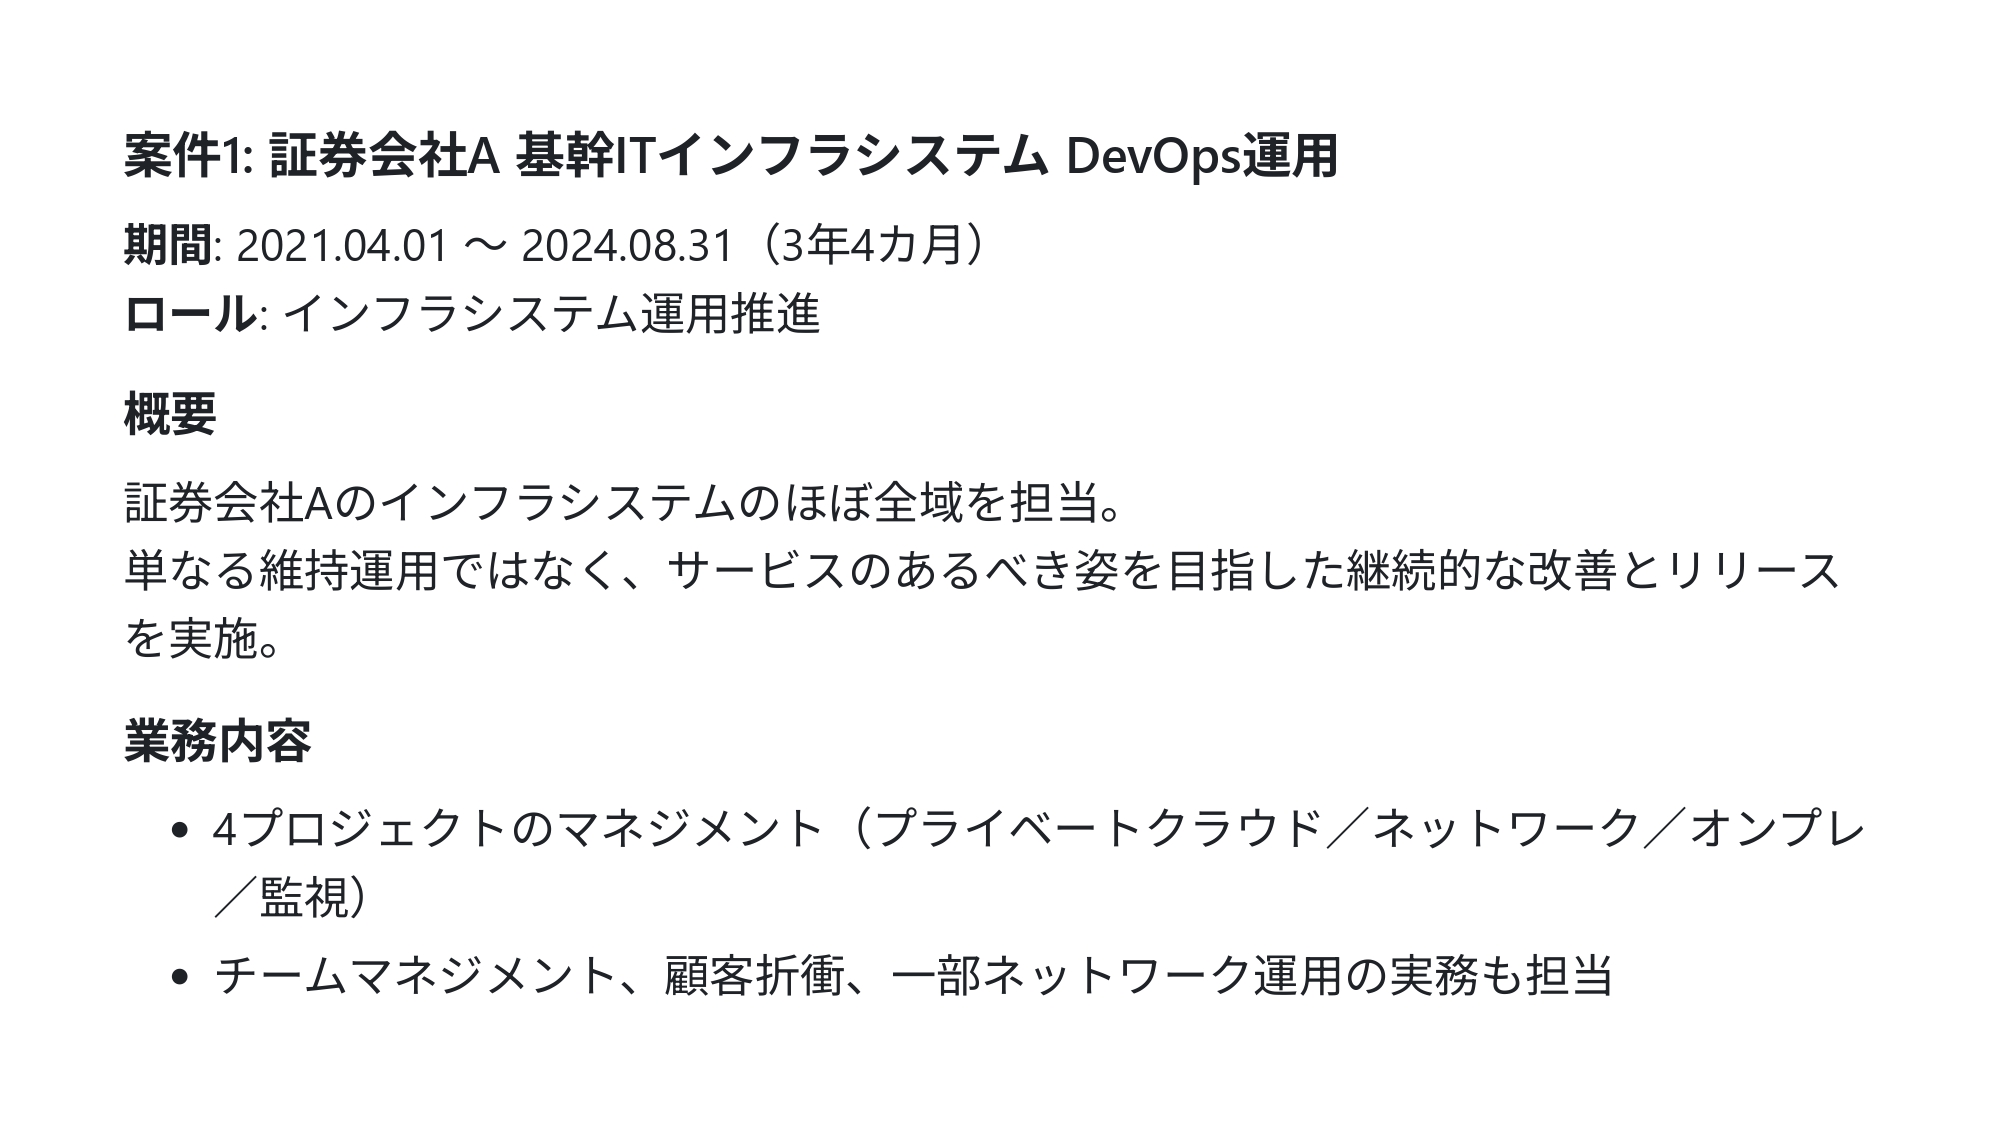 案件1: 証券会社A 基幹ITインフラシステム DevOps運用
期間: 2021.04.01 〜 2024.08.31（3年4カ月）
ロール: インフラシステム運用推進
概要
証券会社Aのインフラシステムのほぼ全域を担当。
単なる維持運用ではなく、サービスのあるべき姿を目指した継続的な改善とリリース
を実施。
業務内容
• 4プロジェクトのマネジメント（プライベートクラウド／ネットワーク／オンプレ
／監視）
• チームマネジメント、顧客折衝、一部ネットワーク運用の実務も担当